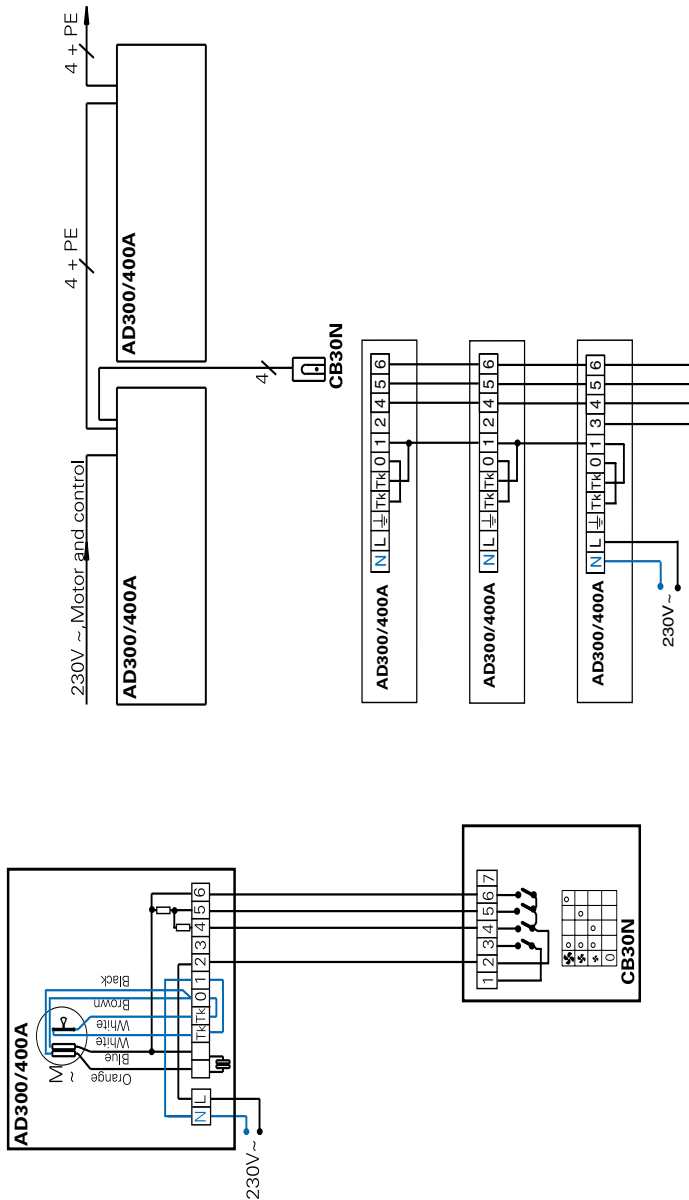 4 + PE
4 + PE
AD300/400A
CB30N
4
230V ~, Motor and control
AD300/400A
N L Tk Tk 0 1 2 4 5 6
AD300/400A
N L Tk Tk 0 1 2 4 5 6
AD300/400A
N L Tk Tk 0 1 3 4 5 6
AD300/400A
230V~
AD300/400A
M
~
Orange
Blue
White
White
Brown
Black
N L Tk Tk 0 1 2 3 4 5 6
230V~
1 2 3 4 5 6 7
0
CB30N